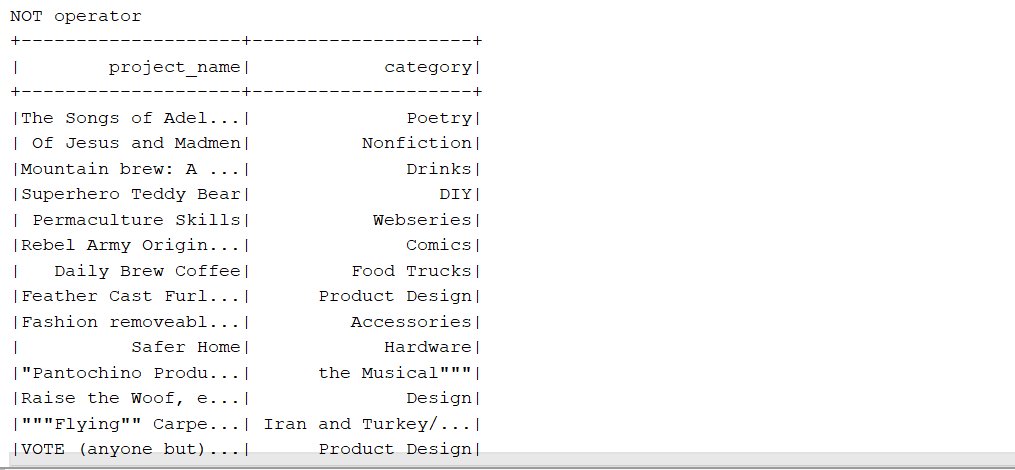 NOT operator
+--------------------+--------------------+
|        project_name|            category|
+--------------------+--------------------+
|The Songs of Adel...|              Poetry|
| Of Jesus and Madmen|          Nonfiction|
|Mountain brew: A ...|              Drinks|
|Superhero Teddy Bear|                 DIY|
| Permaculture Skills|           Webseries|
|Rebel Army Origin...|              Comics|
|   Daily Brew Coffee|         Food Trucks|
|Feather Cast Furl...|      Product Design|
|Fashion removeabl...|         Accessories|
|          Safer Home|            Hardware|
|"Pantochino Produ...|      the Musical"""|
|Raise the Woof, e...|              Design|
|"""Flying"" Carpe...| Iran and Turkey/...|
|VOTE (anyone but)...|      Product Design|